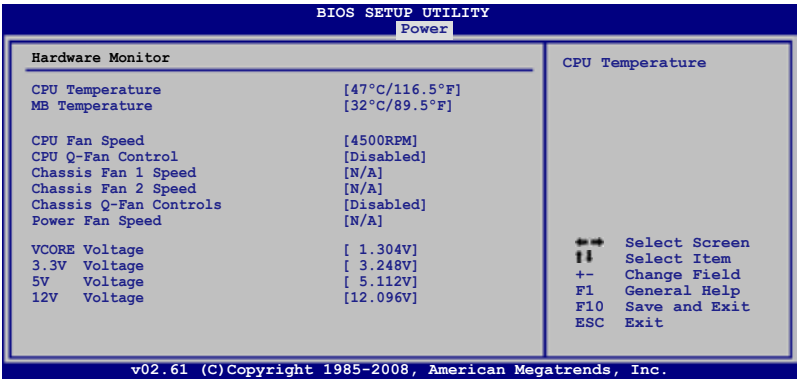 BIOS SETUP UTILITY
Power
Hardware Monitor
CPU Temperature [47°C/116.5°F]
MB Temperature [32°C/89.5°F]
CPU Fan Speed [4500RPM]
CPU Q-Fan Control [Disabled]
Chassis Fan 1 Speed [N/A]
Chassis Fan 2 Speed [N/A]
Chassis Q-Fan Controls [Disabled]
Power Fan Speed [N/A]
VCORE Voltage [ 1.304V]
3.3V Voltage [ 3.248V]
5V Voltage [ 5.112V]
12V Voltage [12.096V]
CPU Temperature
←→ Select Screen
↑↓ Select Item
+- Change Field
F1 General Help
F10 Save and Exit
ESC Exit
v02.61 (C)Copyright 1985-2008, American Megatrends, Inc.